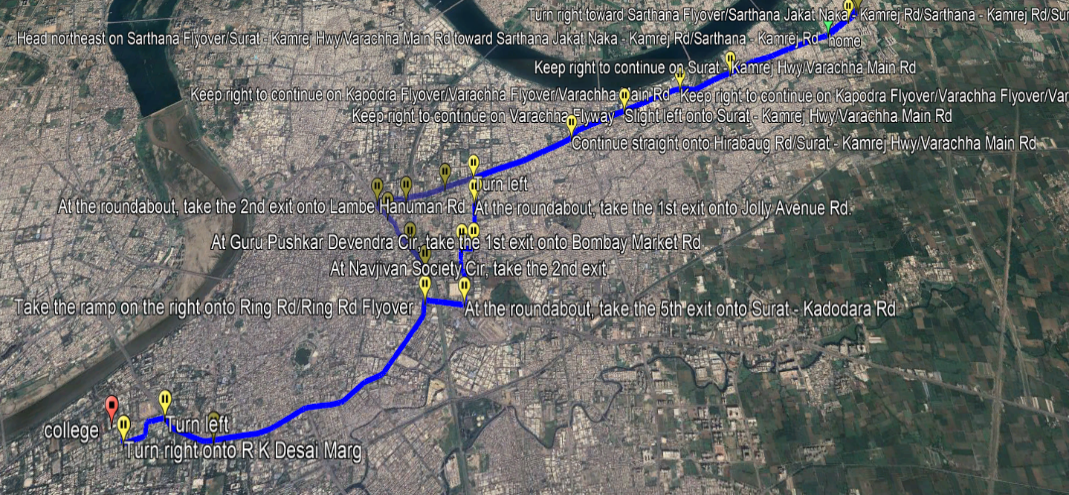 Turn right toward Sarthana Flyover/Sarthana Jakat Naka - Kamrej Rd/Sarthana - Kamrej Rd/Sur
Head northeast on Sarthana Flyover/Surat - Kamrej Hwy/Varachha Main Rd toward Sarthana Jakat Naka - Kamrej Rd/Sarthana - Kamrej Rd
home
Keep right to continue on Surat - Kamrej Hwy/Varachha Main Rd
Keep right to continue on Kapodra Flyover/Varachha Flyover/Varachha Main Rd
Keep right to continue on Kapodra Flyover/Varachha Flyover/Var
Keep right to continue on Varachha Flyway
Slight left onto Surat - Kamrej Hwy/Varachha Main Rd
Continue straight onto Hirabaug Rd/Surat - Kamrej Hwy/Varachha Main Rd
Turn left
At the roundabout, take the 2nd exit onto Lambe Hanuman Rd
At the roundabout, take the 1st exit onto Jolly Avenue Rd.
At Guru Pushkar Devendra Cir, take the 1st exit onto Bombay Market Rd
At Navjivan Society Cir, take the 2nd exit
Take the ramp on the right onto Ring Rd/Ring Rd Flyover
At the roundabout, take the 5th exit onto Surat - Kadodara Rd
college
Turn left
Turn right onto R K Desai Marg